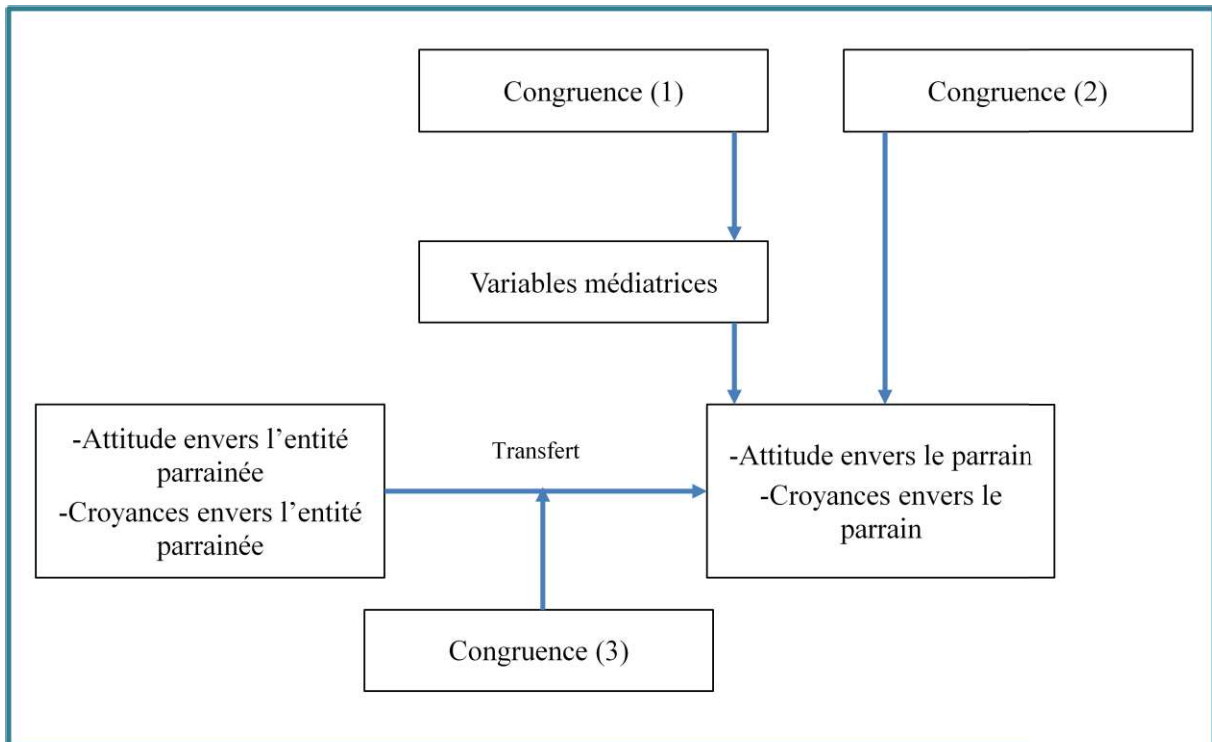 Congruence (1)
Congruence (2)
Variables médiatrices
-Attitude envers l’entité
parrainée
-Croyances envers l’entité
parrainée
Transfert
-Attitude envers le parrain
-Croyances envers le
parrain
Congruence (3)